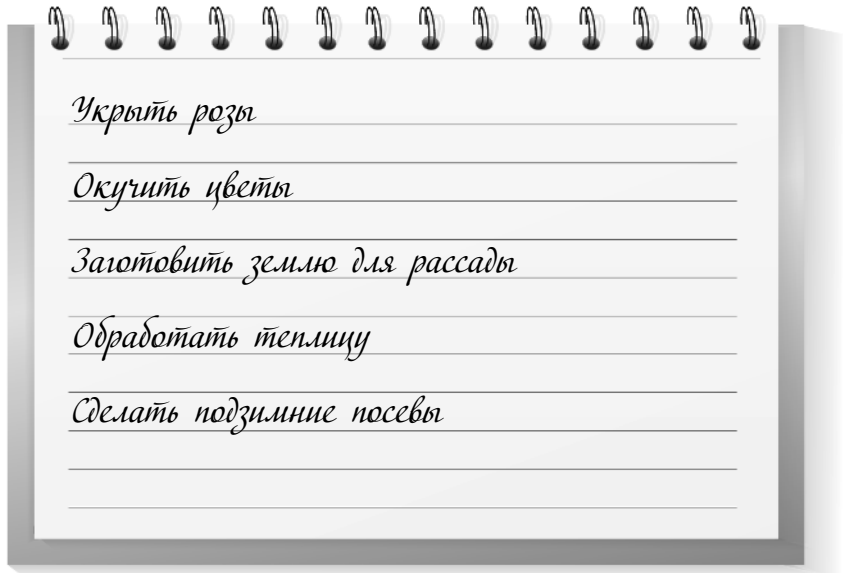 Укрыть розы
Окучить цветы
Заготовить землю для рассады
Обработать теплицу
Сделать подзимние посевы